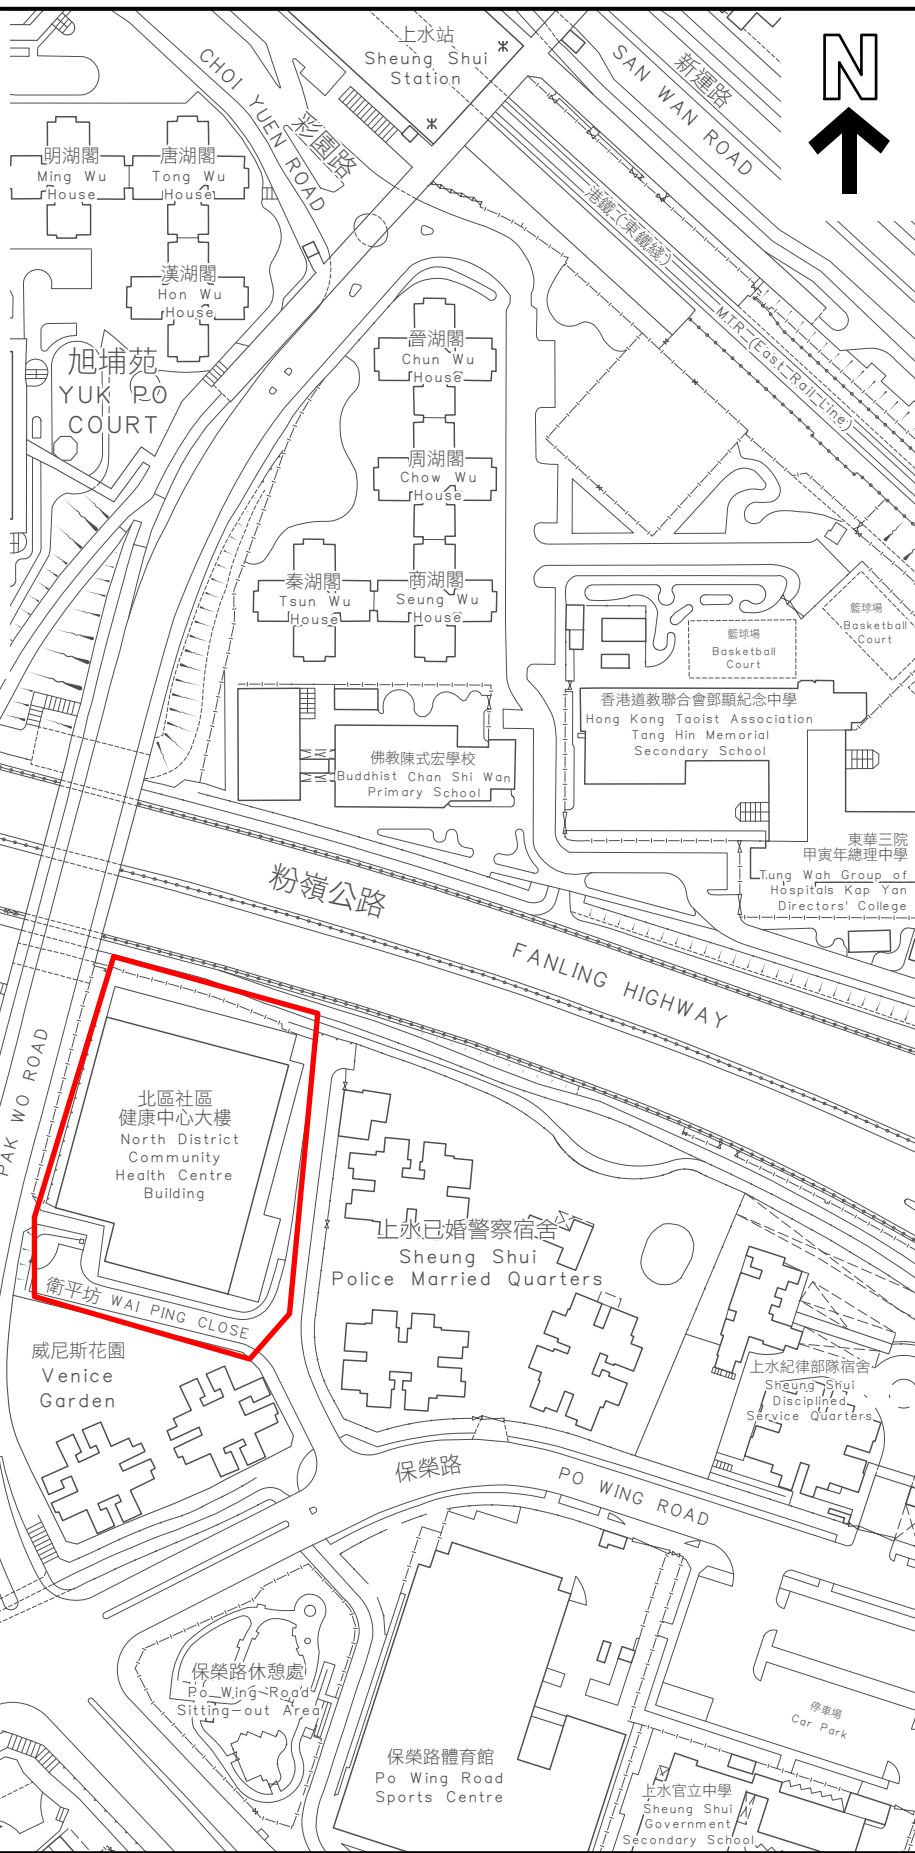 上水站
Sheung Shui
Station
N
CHOI YUEN ROAD
彩園路
SAN WAN ROAD
新運路
明湖閣
Ming Wu
House
唐湖閣
Tong Wu
House
港鐵 (東鐵綫)
漢湖閣
Hon Wu
House
MTR (East Rail Line)
旭埔苑
YUK PO
COURT
晉湖閣
Chun Wu
House
周湖閣
Chow Wu
House
秦湖閣
Tsun Wu
House
商湖閣
Seung Wu
House
籃球場
Basketball
Court
籃球場
Basketball
Court
香港道教聯合會鄧顯紀念中學
Hong Kong Taoist Association
Tang Hin Memorial
Secondary School
佛教陳式宏學校
Buddhist Chan Shi Wan
Primary School
東華三院
甲寅年總理中學
Tung Wah Group of
Hospitals Kap Yan
Directors' College
粉嶺公路
FANLING HIGHWAY
PAK WO ROAD
北區社區
健康中心大樓
North District
Community
Health Centre
Building
上水已婚警察宿舍
Sheung Shui
Police Married Quarters
衛平坊 WAI PING CLOSE
威尼斯花園
Venice
Garden
上水紀律部隊宿舍
Sheung Shui
Disciplined
Service Quarters
保榮路
PO WING ROAD
保榮路休憩處
Po Wing Road
Sitting-out Area
停車場
Car Park
保榮路體育館
Po Wing Road
Sports Centre
上水官立中學
Sheung Shui
Government
Secondary School